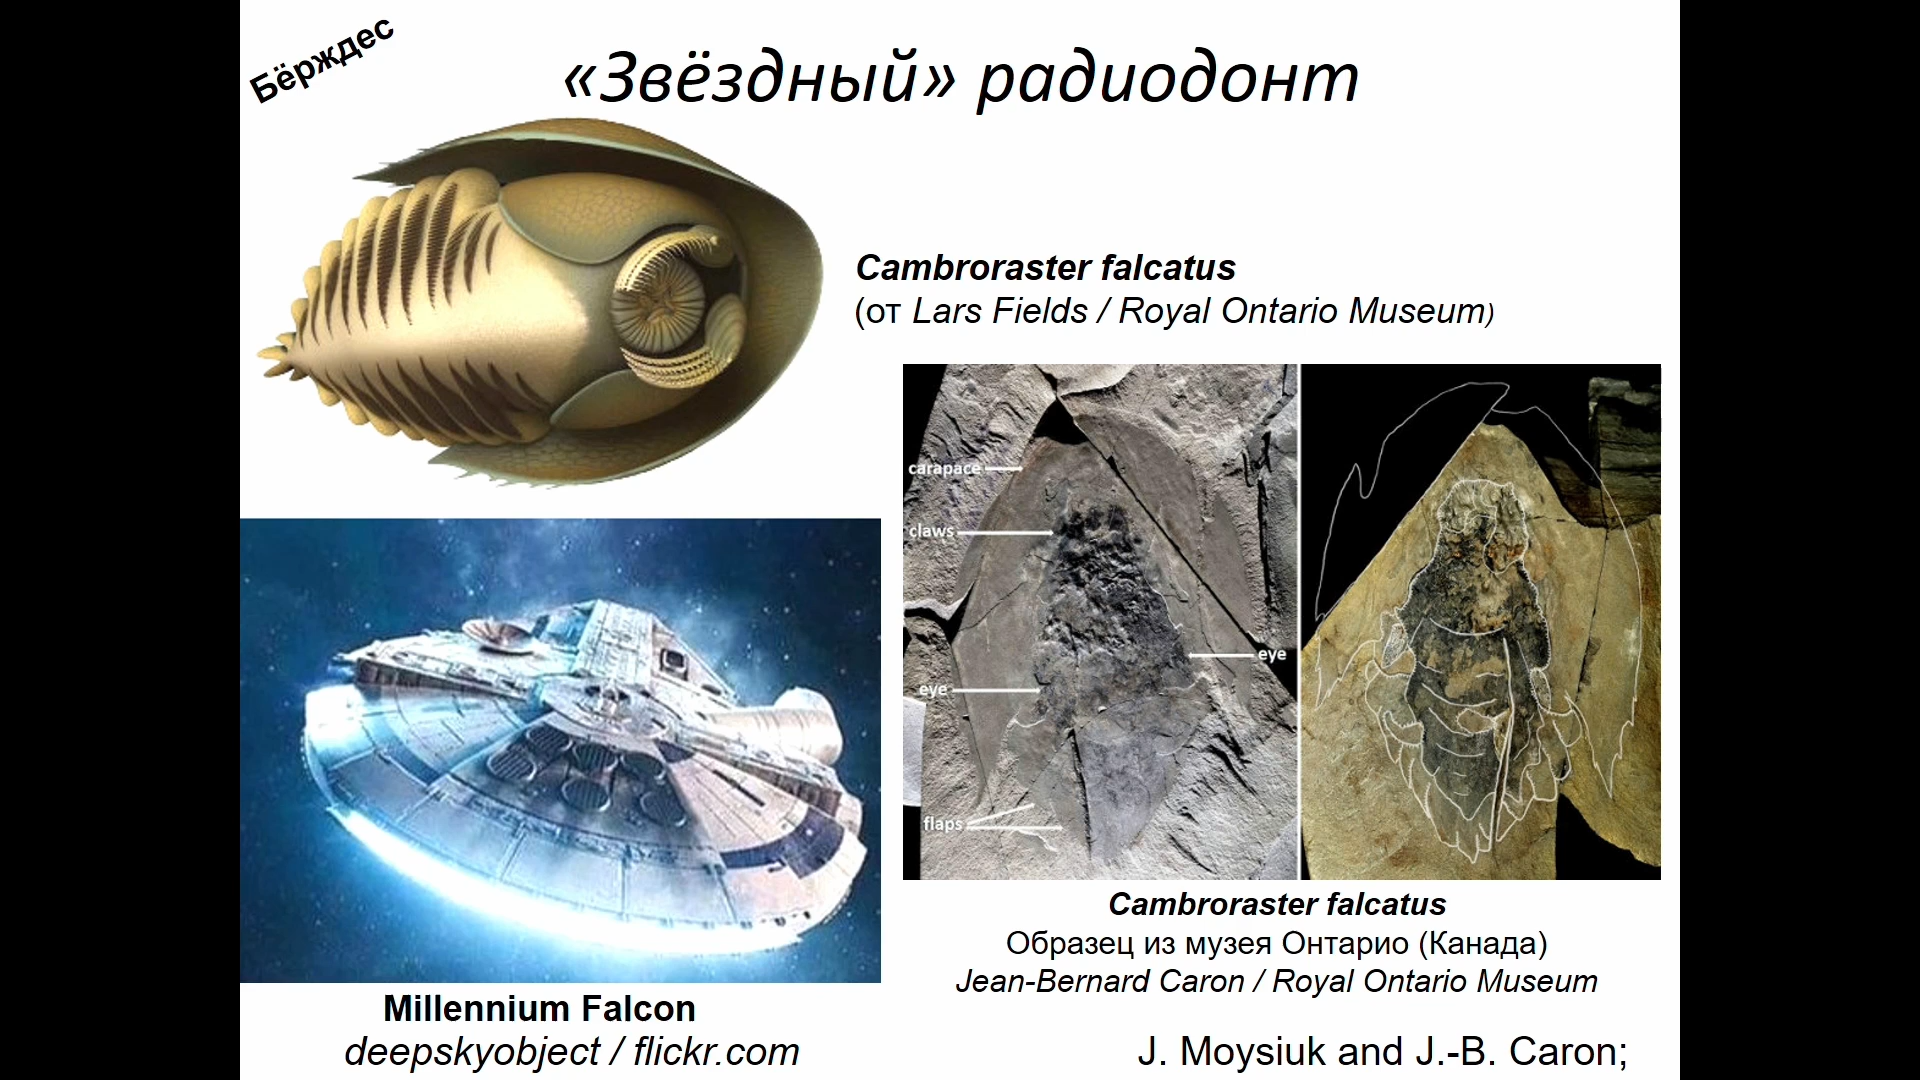 Бёрждес
«Звёздный» радиодонт
Cambroraster falcatus
(от Lars Fields / Royal Ontario Museum)
carapace
claws
eye
eye
flaps
Cambroraster falcatus
Образец из музея Онтарио (Канада)
Jean-Bernard Caron / Royal Ontario Museum
Millennium Falcon
deepskyobject / flickr.com
J. Moysiuk and J.-B. Caron;